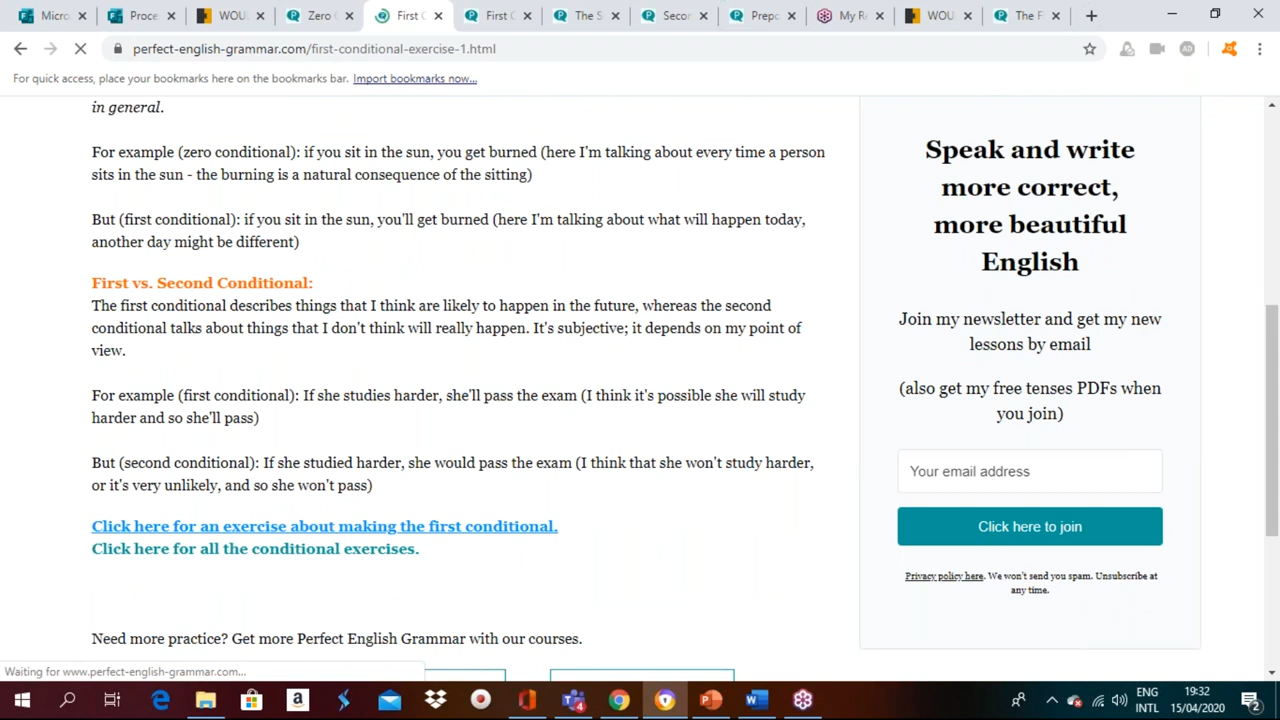 Micro
Proce
WOUL
Zero C
First C
First C
The S
Secon
Prepo
My Re
WOUL
The F
perfect-english-grammar.com/first-conditional-exercise-1.html
For quick access, place your bookmarks here on the bookmarks bar. Import bookmarks now...
in general.
For example (zero conditional): if you sit in the sun, you get burned (here I'm talking about every time a person
sits in the sun - the burning is a natural consequence of the sitting)
But (first conditional): if you sit in the sun, you'll get burned (here I'm talking about what will happen today,
another day might be different)
First vs. Second Conditional:
The first conditional describes things that I think are likely to happen in the future, whereas the second
conditional talks about things that I don't think will really happen. It's subjective; it depends on my point of
view.
For example (first conditional): If she studies harder, she'll pass the exam (I think it's possible she will study
harder and so she'll pass)
But (second conditional): If she studied harder, she would pass the exam (I think that she won't study harder,
or it's very unlikely, and so she won't pass)
Click here for an exercise about making the first conditional.
Click here for all the conditional exercises.
Need more practice? Get more Perfect English Grammar with our courses.
Speak and write
more correct,
more beautiful
English
Join my newsletter and get my new
lessons by email
(also get my free tenses PDFs when
you join)
Your email address
Click here to join
Privacy policy here. We won't send you spam. Unsubscribe at
any time.
Waiting for www.perfect-english-grammar.com...
ENG
INTL
19:32
15/04/2020